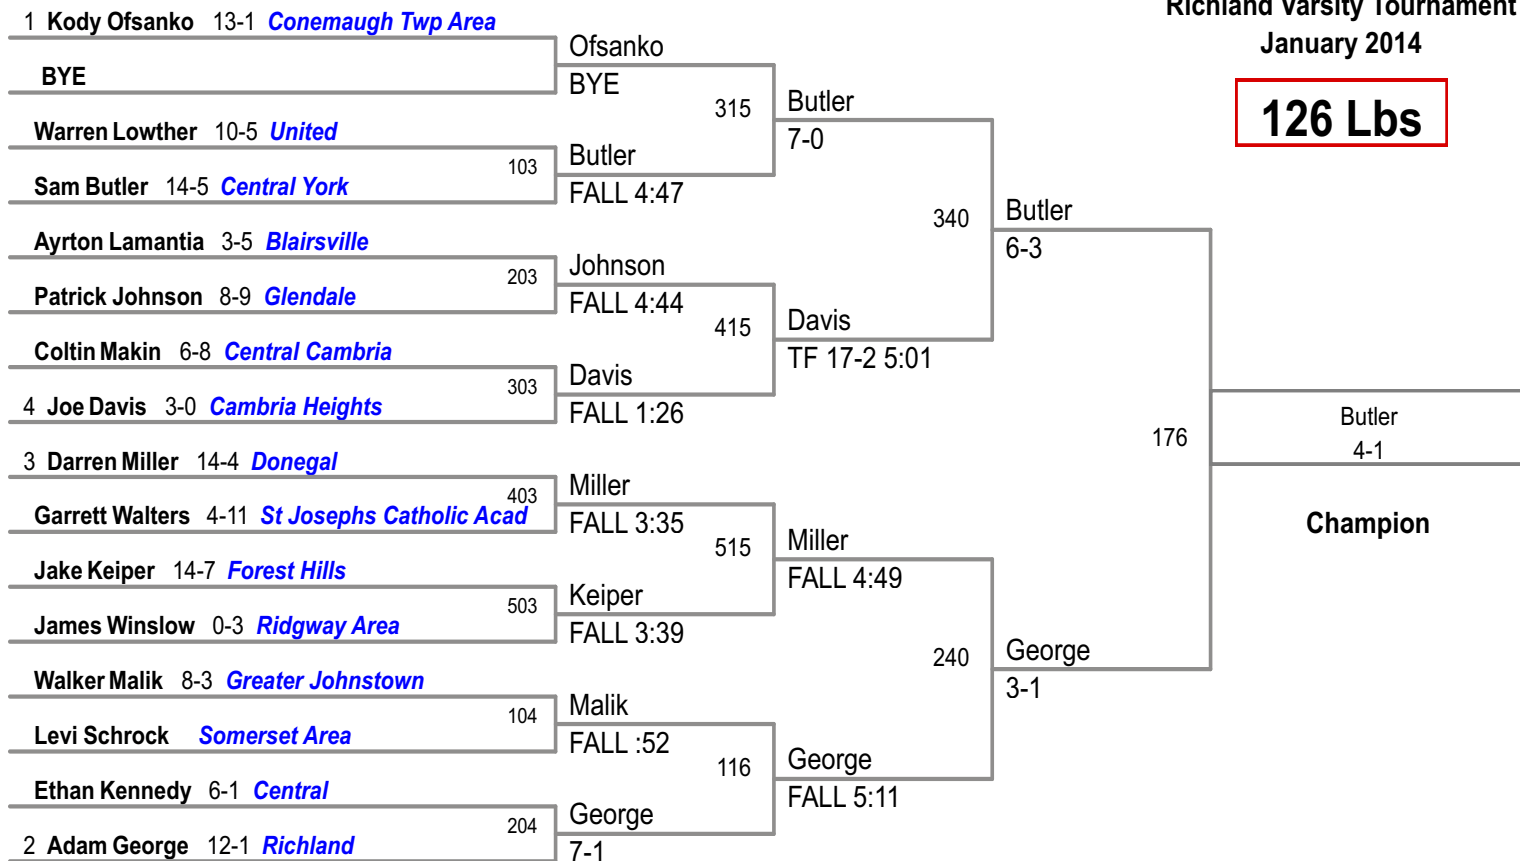 Richland Varsity Tournament
January 2014
126 Lbs
1 Kody Ofsanko 13-1 Conemaugh Twp Area
BYE
Warren Lowther 10-5 United
Sam Butler 14-5 Central York
Ayrton Lamantia 3-5 Blairsville
Patrick Johnson 8-9 Glendale
Coltin Makin 6-8 Central Cambria
4 Joe Davis 3-0 Cambria Heights
3 Darren Miller 14-4 Donegal
Garrett Walters 4-11 St Josephs Catholic Acad
Jake Keiper 14-7 Forest Hills
James Winslow 0-3 Ridgway Area
Walker Malik 8-3 Greater Johnstown
Levi Schrock Somerset Area
Ethan Kennedy 6-1 Central
2 Adam George 12-1 Richland
103
203
303
403
503
104
204
Ofsanko
BYE
Butler
FALL 4:47
Johnson
FALL 4:44
Davis
FALL 1:26
Miller
FALL 3:35
Keiper
FALL 3:39
Malik
FALL :52
George
7-1
315
415
515
116
Butler
7-0
Davis
TF 17-2 5:01
Miller
FALL 4:49
George
FALL 5:11
340
240
Butler
6-3
George
3-1
176
Butler
4-1
Champion